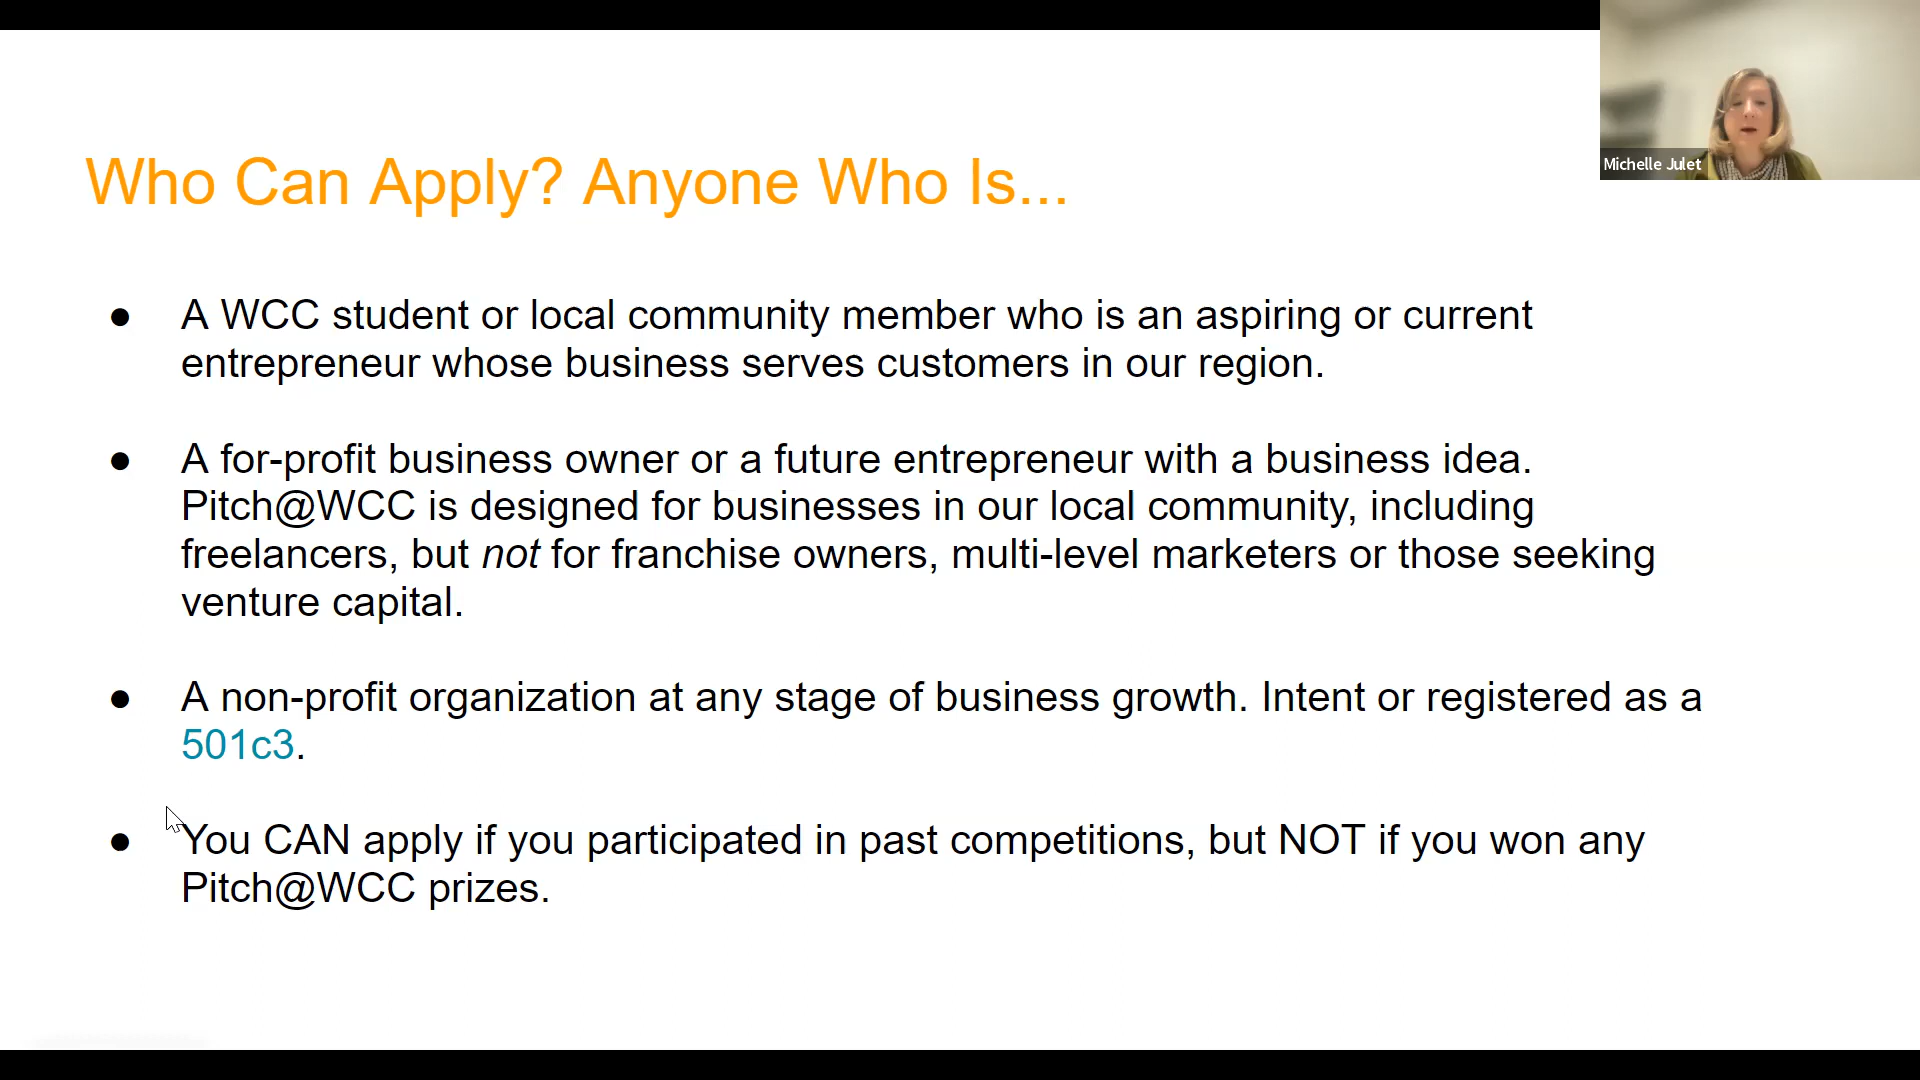 Michelle Julet
Who Can Apply? Anyone Who Is...
● A WCC student or local community member who is an aspiring or current
entrepreneur whose business serves customers in our region.
● A for-profit business owner or a future entrepreneur with a business idea.
Pitch@WCC is designed for businesses in our local community, including
freelancers, but not for franchise owners, multi-level marketers or those seeking
venture capital.
● A non-profit organization at any stage of business growth. Intent or registered as a
501c3.
● You CAN apply if you participated in past competitions, but NOT if you won any
Pitch@WCC prizes.